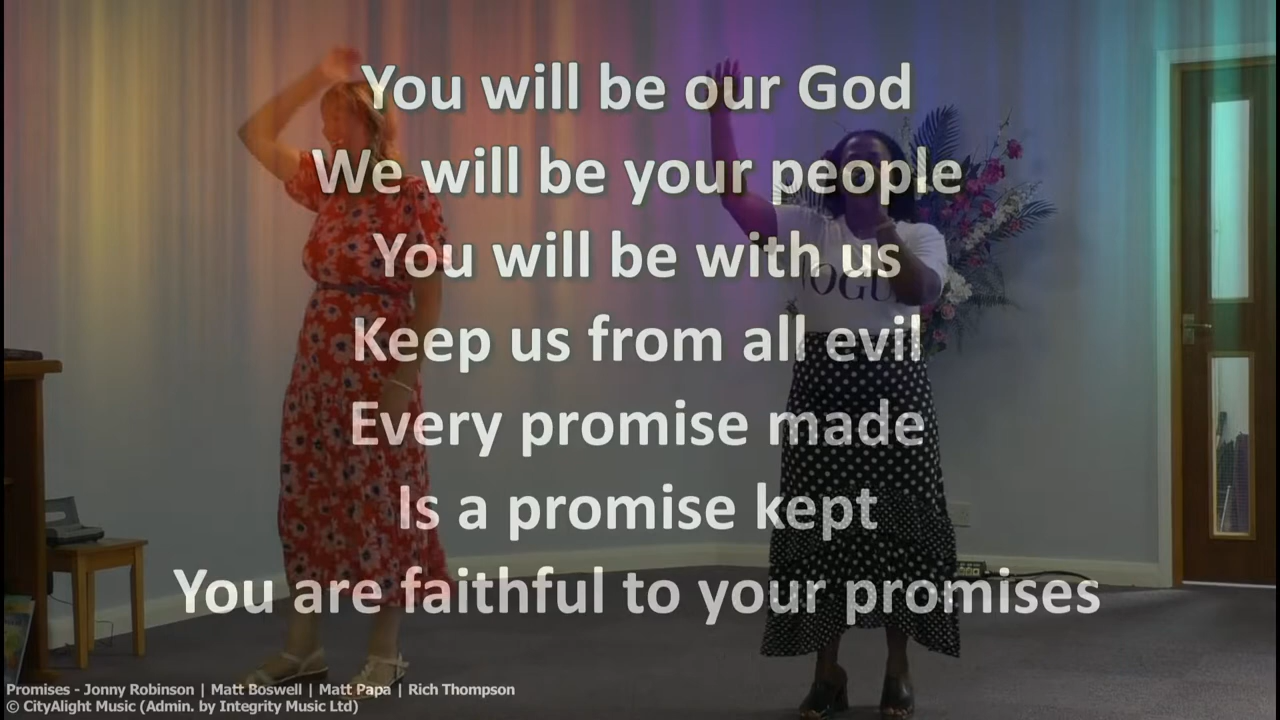 You will be our God
We will be your people
You will be with us
Keep us from all evil
Every promise made
Is a promise kept
You are faithful to your promises
Promises - Jonny Robinson | Matt Boswell | Matt Papa | Rich Thompson
© CityAlight Music (Admin. by Integrity Music Ltd)